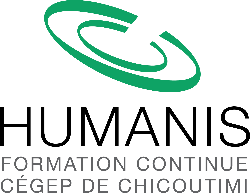 HUMANIS
FORMATION CONTINUE
CÉGEP DE CHICOUTIMI